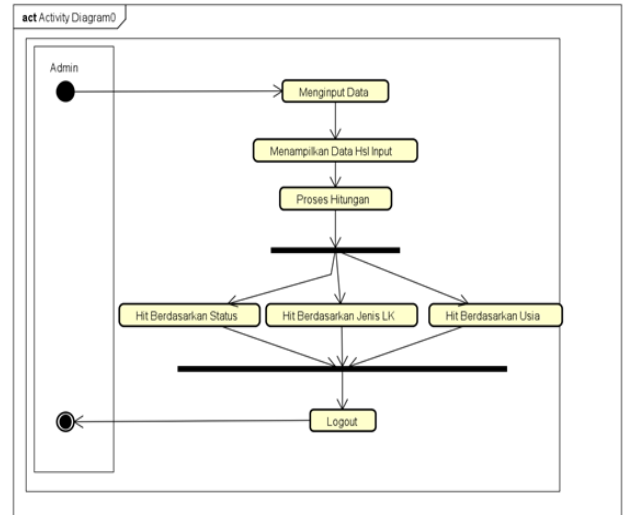 act Activity Diagram0
Admin
Menginput Data
Menampilkan Data Hsl Input
Proses Hitungan
Hit Berdasarkan Status
Hit Berdasarkan Jenis LK
Hit Berdasarkan Usia
Logout